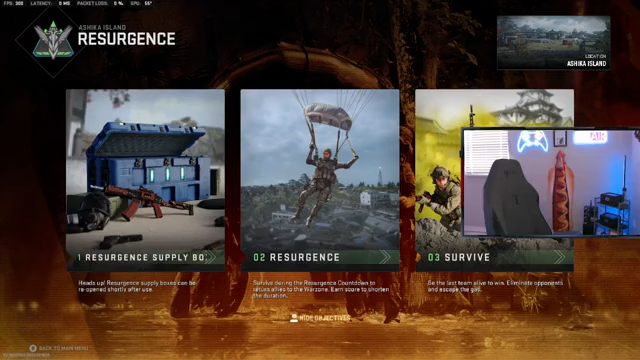 FPS: 300 LATENCY: 0 MS PACKET LOSS: 0 % GPU: 55°
ASHIKA ISLAND
RESURGENCE
LOCATION
ASHIKA ISLAND
AIR
1 RESURGENCE SUPPLY BO
Heads up! Resurgence supply boxes can be
re-opened shortly after use.
02 RESURGENCE
Survive during the Resurgence Countdown to
return allies to the Warzone. Earn score to shorten
the duration.
03 SURVIVE
Be the last team alive to win. Eliminate opponents
and escape the gas.
HIDE OBJECTIVES
BACK TO MAIN MENU